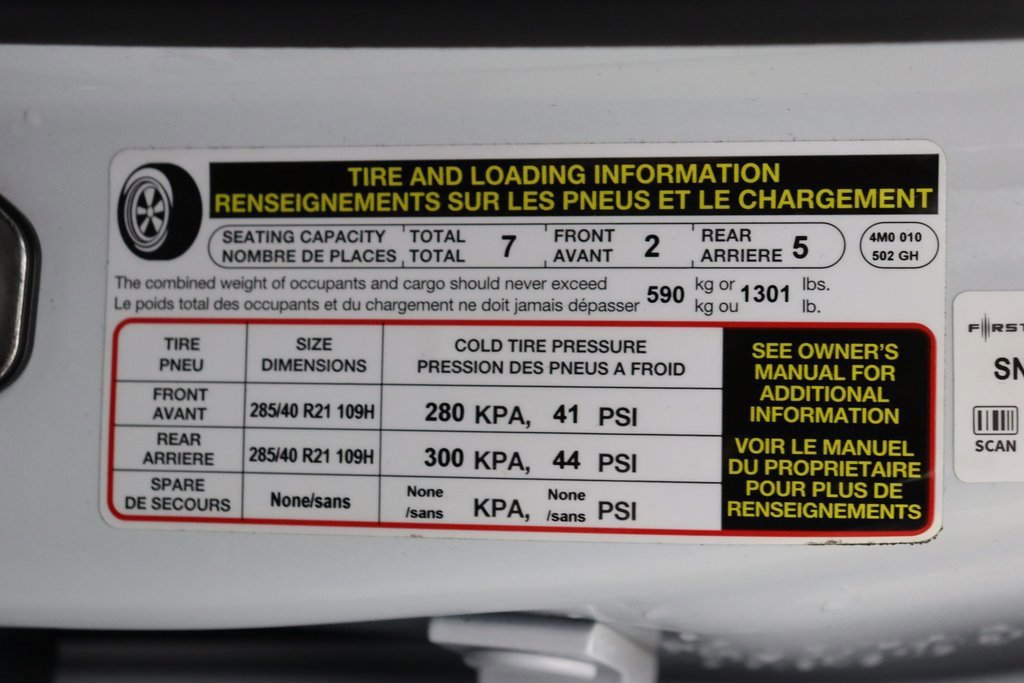 TIRE AND LOADING INFORMATION
RENSEIGNEMENTS SUR LES PNEUS ET LE CHARGEMENT
SEATING CAPACITY TOTAL 7 FRONT 2 REAR 5
NOMBRE DE PLACES TOTAL AVANT ARRIERE
4M0 010
502 GH
The combined weight of occupants and cargo should never exceed 590 kg or 1301 lbs.
Le poids total des occupants et du chargement ne doit jamais dépasser kg ou lb.
TIRE SIZE COLD TIRE PRESSURE
PNEU DIMENSIONS PRESSION DES PNEUS A FROID
FRONT
AVANT 285/40 R21 109H 280 KPA, 41 PSI
REAR
ARRIERE 285/40 R21 109H 300 KPA, 44 PSI
SPARE
DE SECOURS None/sans None /sans KPA, None /sans PSI
SEE OWNER'S
MANUAL FOR
ADDITIONAL
INFORMATION
VOIR LE MANUEL
DU PROPRIETAIRE
POUR PLUS DE
RENSEIGNEMENTS
FIRST
SN
SCAN